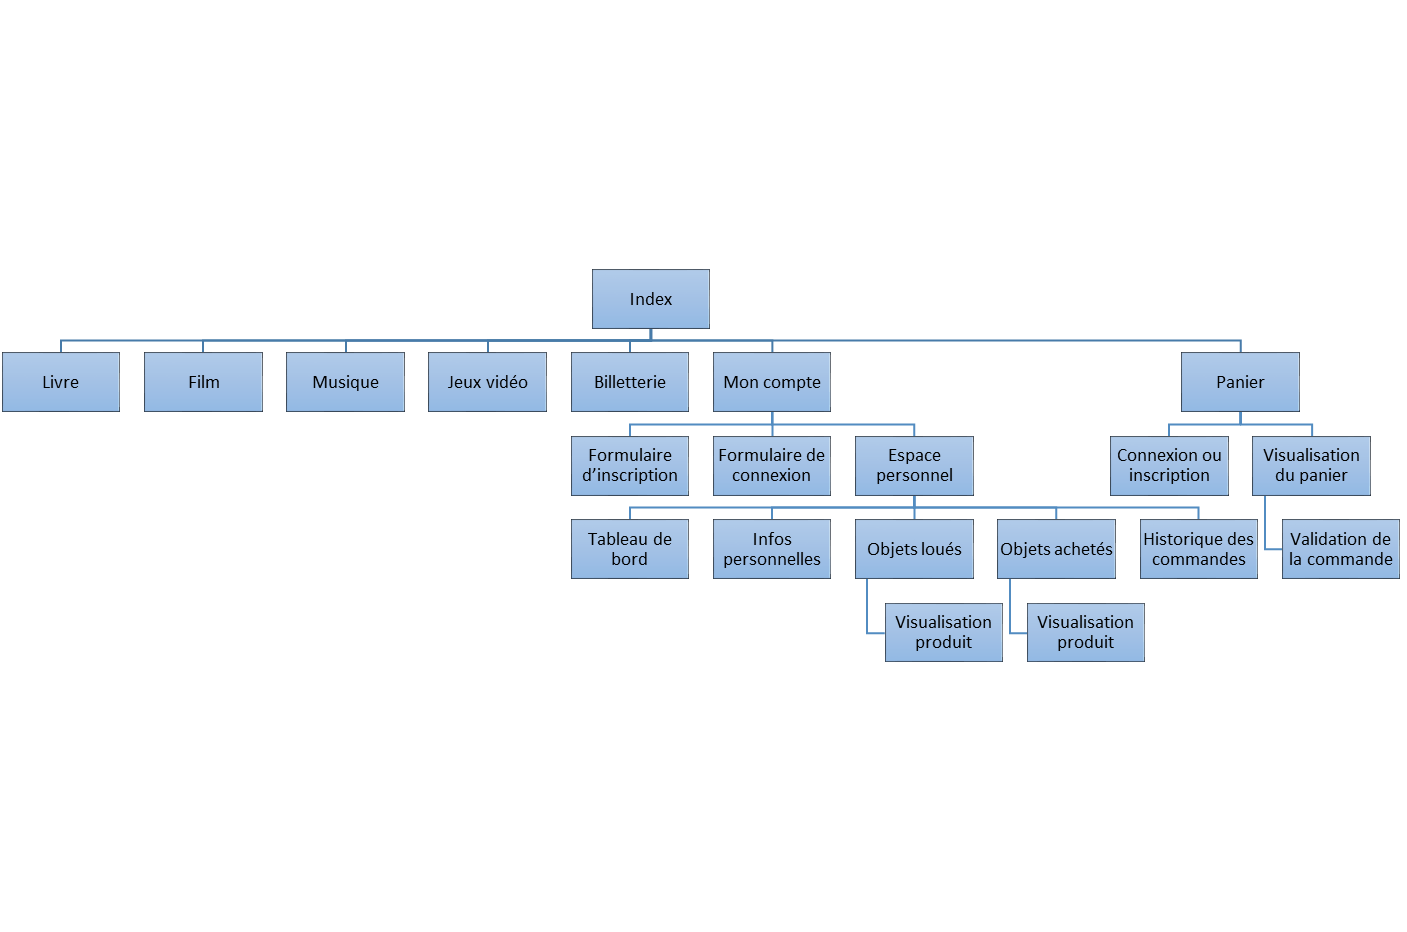 Index
Livre
Film
Musique
Jeux vidéo
Billetterie
Mon compte
Panier
Formulaire
d’inscription
Formulaire de
connexion
Espace
personnel
Connexion ou
inscription
Visualisation
du panier
Tableau de
bord
Infos
personnelles
Objets loués
Objets achetés
Historique des
commandes
Validation de
la commande
Visualisation
produit
Visualisation
produit